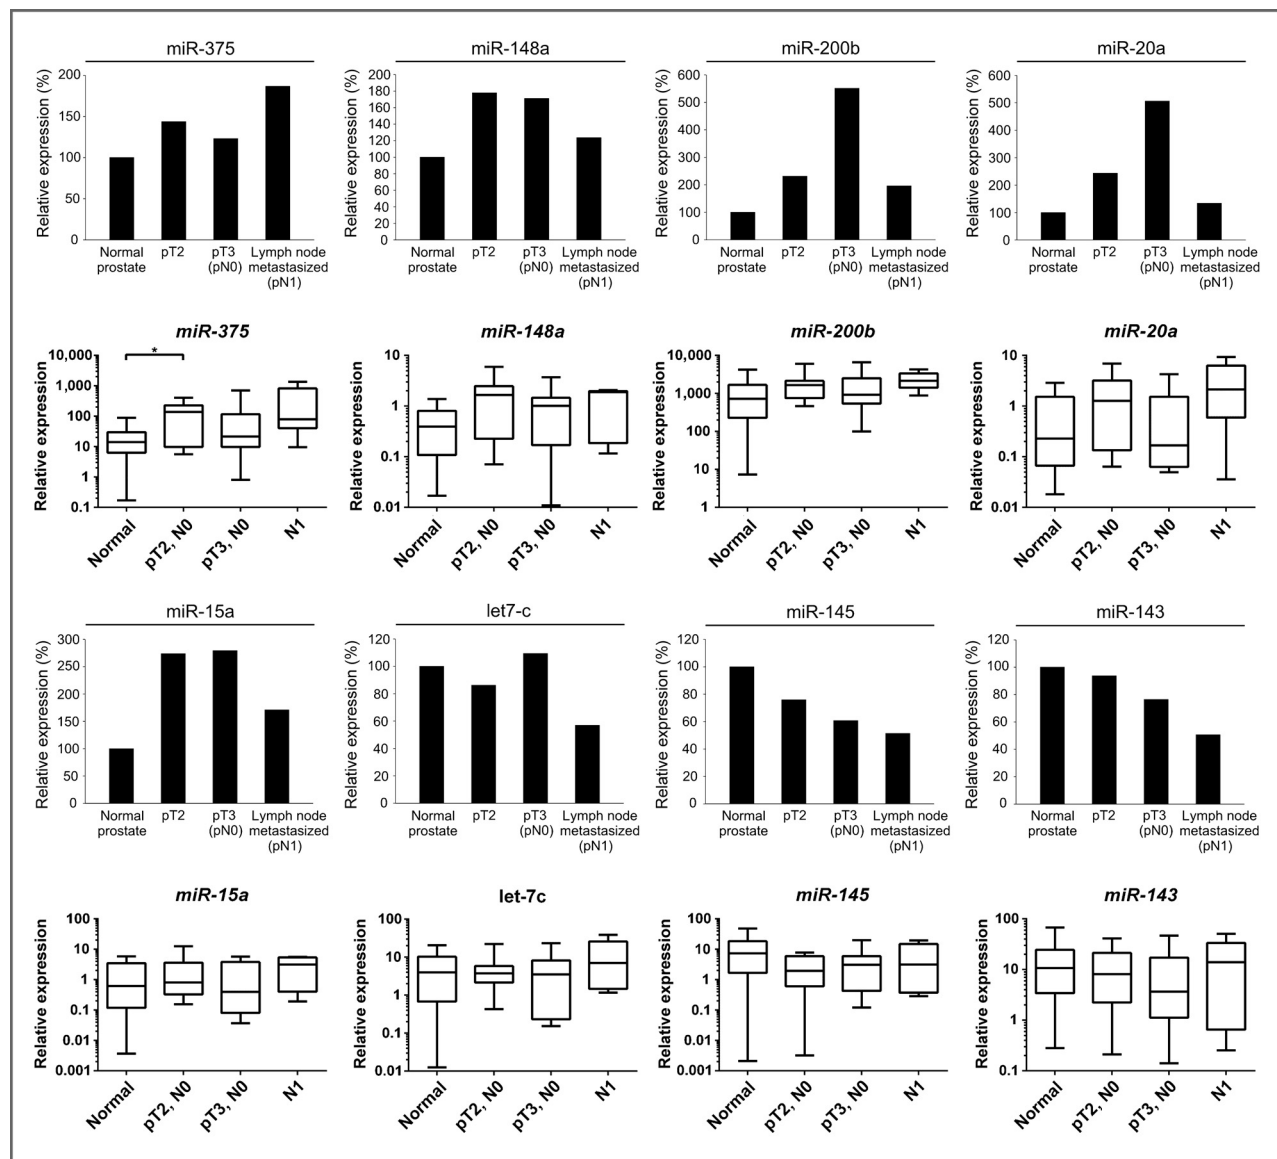 miR-375
Relative expression (%)
200
150
100
50
0
Normal prostate
pT2
pT3 (pN0)
Lymph node metastasized (pN1)
miR-148a
Relative expression (%)
200
180
160
140
120
100
80
60
40
20
0
Normal prostate
pT2
pT3 (pN0)
Lymph node metastasized (pN1)
miR-200b
Relative expression (%)
600
500
400
300
200
100
0
Normal prostate
pT2
pT3 (pN0)
Lymph node metastasized (pN1)
miR-20a
Relative expression (%)
600
500
400
300
200
100
0
Normal prostate
pT2
pT3 (pN0)
Lymph node metastasized (pN1)
miR-375
Relative expression
10,000
1,000
100
10
1
0.1
*
Normal
pT2, N0
pT3, N0
N1
miR-148a
Relative expression
10
1
0.1
0.01
Normal
pT2, N0
pT3, N0
N1
miR-200b
Relative expression
10,000
1,000
100
10
1
Normal
pT2, N0
pT3, N0
N1
miR-20a
Relative expression
10
1
0.1
0.01
Normal
pT2, N0
pT3, N0
N1
miR-15a
Relative expression (%)
300
250
200
150
100
50
0
Normal prostate
pT2
pT3 (pN0)
Lymph node metastasized (pN1)
let7-c
Relative expression (%)
120
100
80
60
40
20
0
Normal prostate
pT2
pT3 (pN0)
Lymph node metastasized (pN1)
miR-145
Relative expression (%)
120
100
80
60
40
20
0
Normal prostate
pT2
pT3 (pN0)
Lymph node metastasized (pN1)
miR-143
Relative expression (%)
120
100
80
60
40
20
0
Normal prostate
pT2
pT3 (pN0)
Lymph node metastasized (pN1)
miR-15a
Relative expression
100
10
1
0.1
0.01
0.001
Normal
pT2, N0
pT3, N0
N1
let-7c
Relative expression
100
10
1
0.1
0.01
Normal
pT2, N0
pT3, N0
N1
miR-145
Relative expression
100
10
1
0.1
0.01
0.001
Normal
pT2, N0
pT3, N0
N1
miR-143
Relative expression
100
10
1
0.1
Normal
pT2, N0
pT3, N0
N1